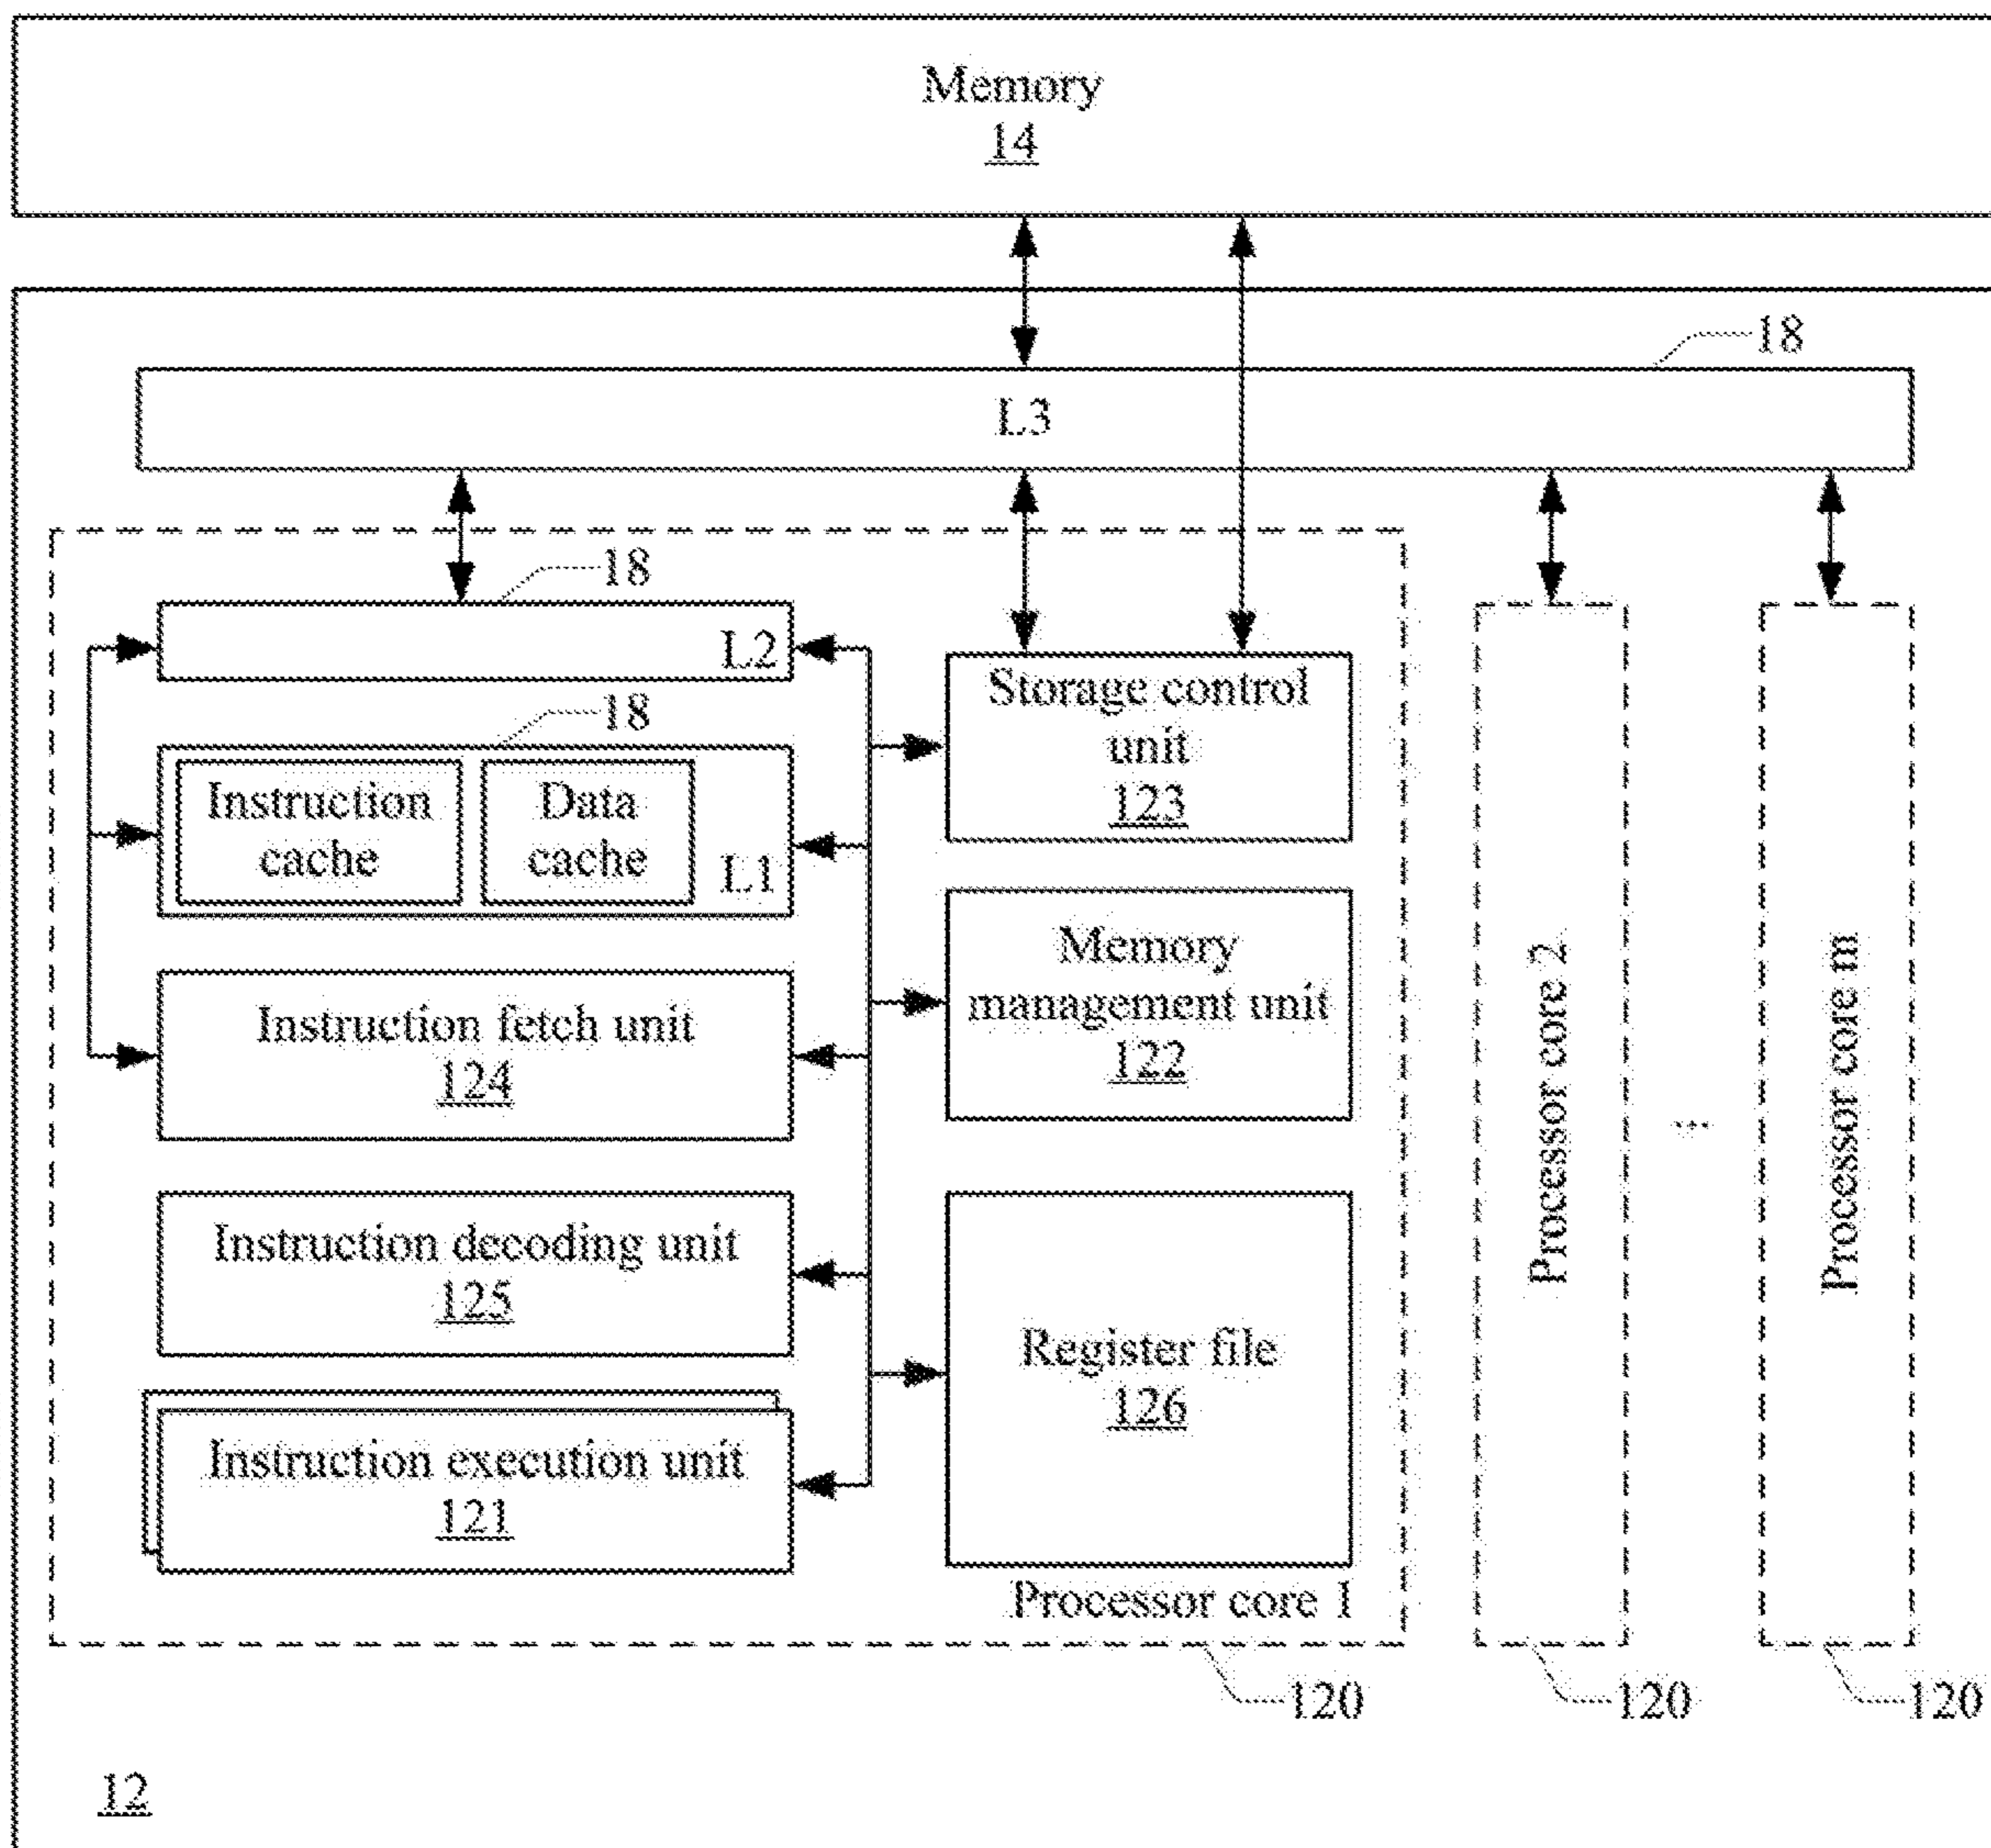 Memory
14
18
L3
18
L2
18
Instruction
cache
Data
cache
L1
Instruction fetch unit
124
Instruction decoding unit
125
Instruction execution unit
121
Storage control
unit
123
Memory
management unit
122
Register file
126
Processor core 1
120
Processor core 2
120
...
Processor core m
120
12